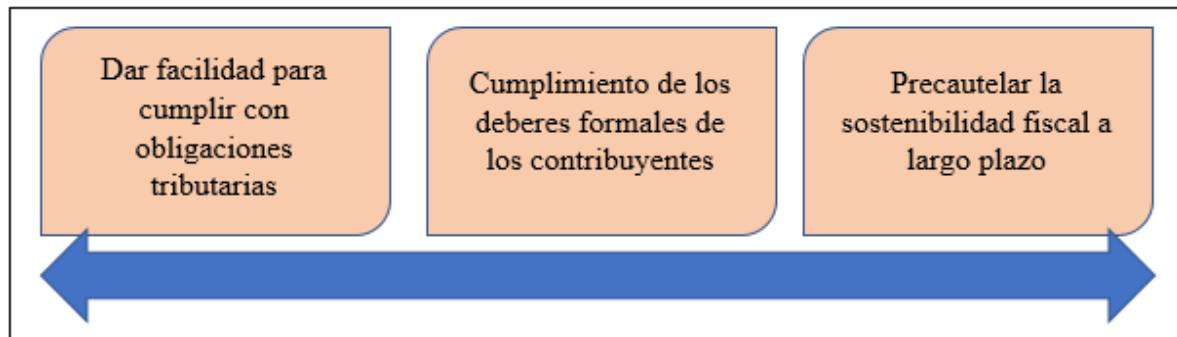 Dar facilidad para
cumplir con
obligaciones
tributarias
Cumplimiento de los
deberes formales de
los contribuyentes
Precautelar la
sostenibilidad fiscal a
largo plazo